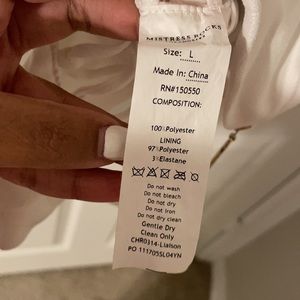 MISTRESS ROCKS
Size: L
Made In: China
RN#150550
COMPOSITION:
100%Polyester
LINING
97%Polyester
3%Elastane
Do not wash
Do not bleach
Do not dry
Do not Iron
Do not dry clean
Gentle Dry
Clean Only
CHR0314-Lialson
PO 111705SL04YN